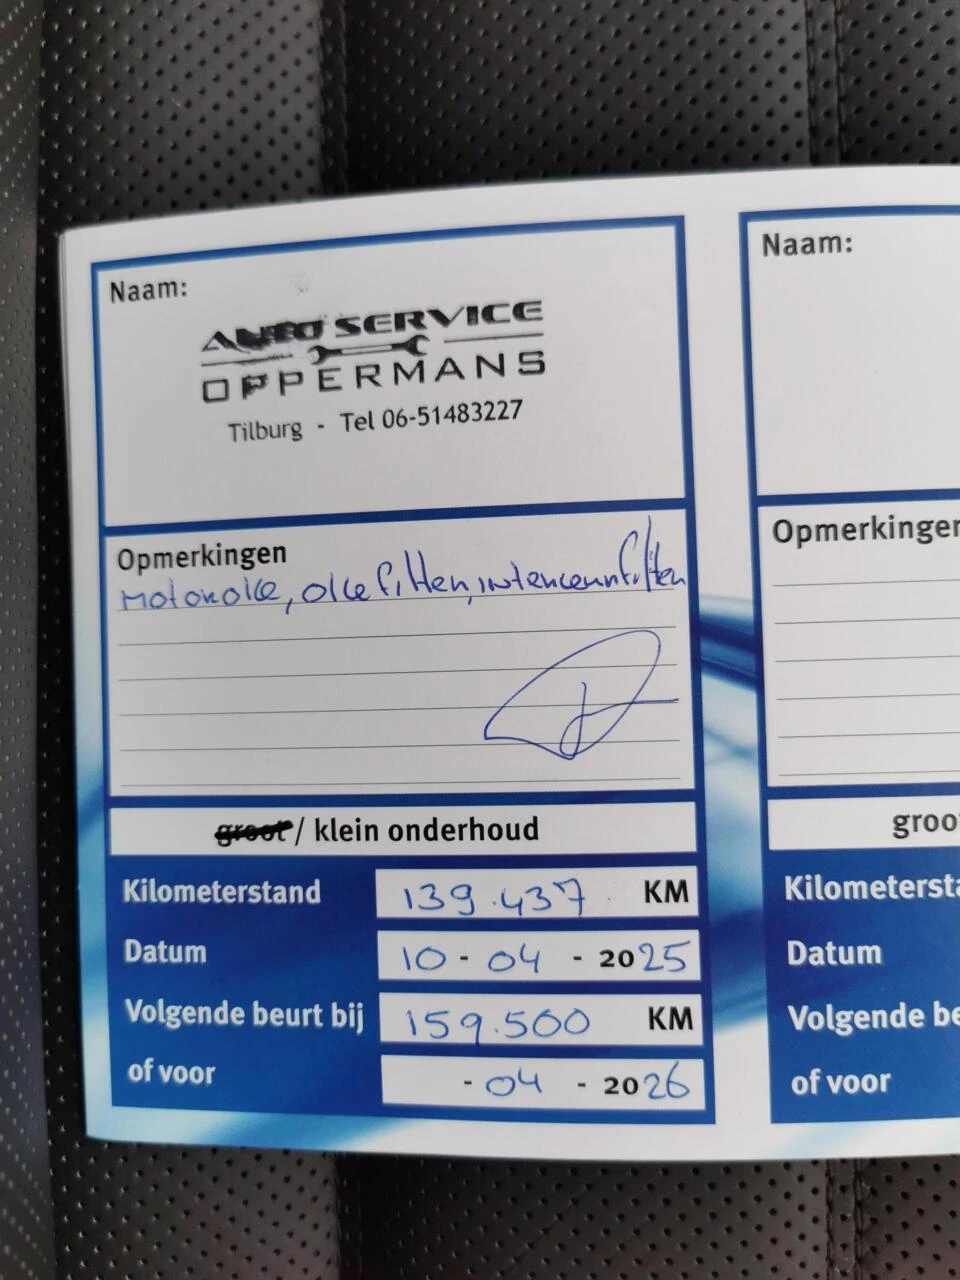 Naam:
AUTO SERVICE
OPPERMANS
Tilburg - Tel 06-51483227
Opmerkingen
motorolie, oliefilter, interieurfilter
groot / klein onderhoud
Kilometerstand 139.437 KM
Datum 10 - 04 - 2025
Volgende beurt bij 159.500 KM
of voor - 04 - 2026
Naam:
Opmerkingen
groo
Kilometersta
Datum
Volgende be
of voor